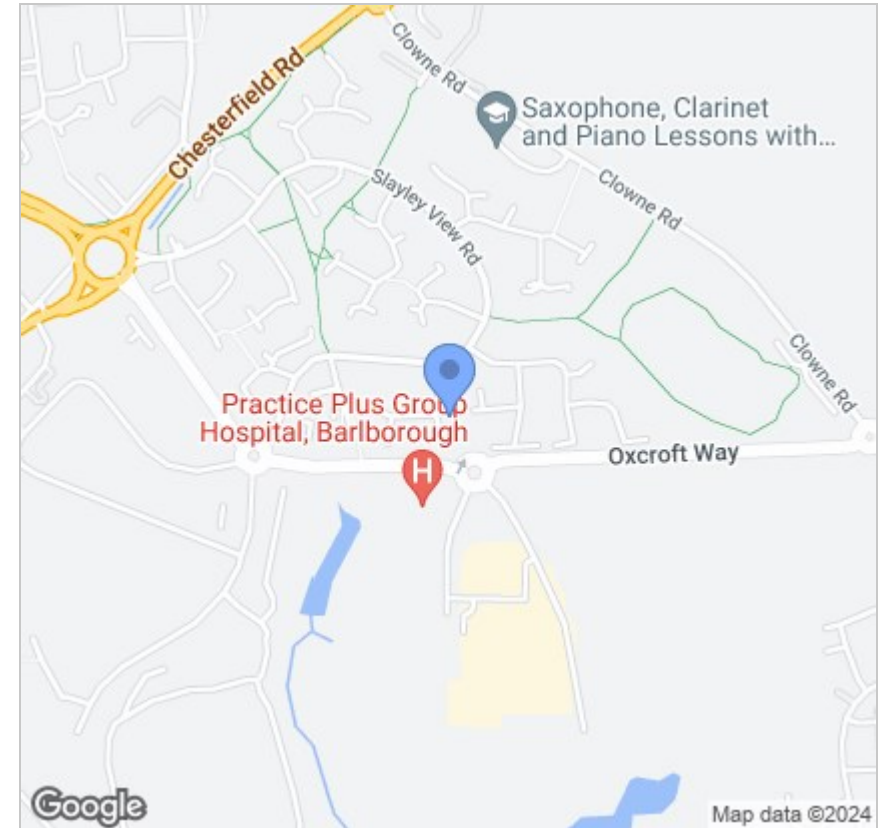 Clowne Rd
Chesterfield Rd
Saxophone, Clarinet
and Piano Lessons with...
Slayley View Rd
Clowne Rd
Clowne Rd
Practice Plus Group
Hospital, Barlborough
H
Oxcroft Way
Google
Map data ©2024